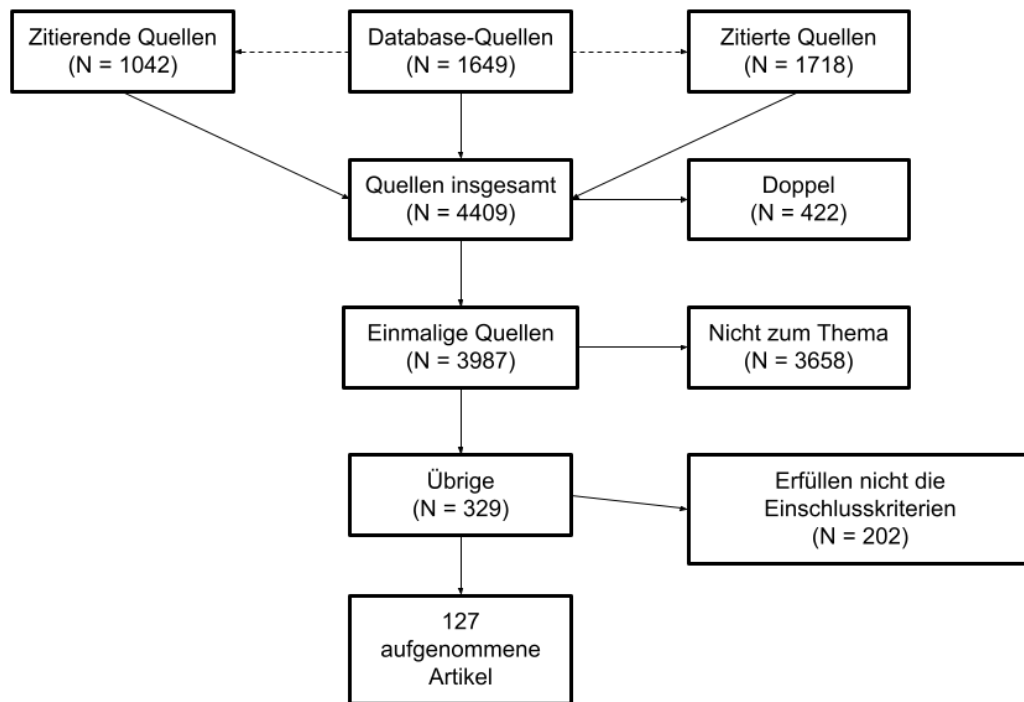 Zitierende Quellen
(N = 1042)
Database-Quellen
(N = 1649)
Zitierte Quellen
(N = 1718)
Quellen insgesamt
(N = 4409)
Doppel
(N = 422)
Einmalige Quellen
(N = 3987)
Nicht zum Thema
(N = 3658)
Übrige
(N = 329)
Erfüllen nicht die
Einschlusskriterien
(N = 202)
127
aufgenommene
Artikel